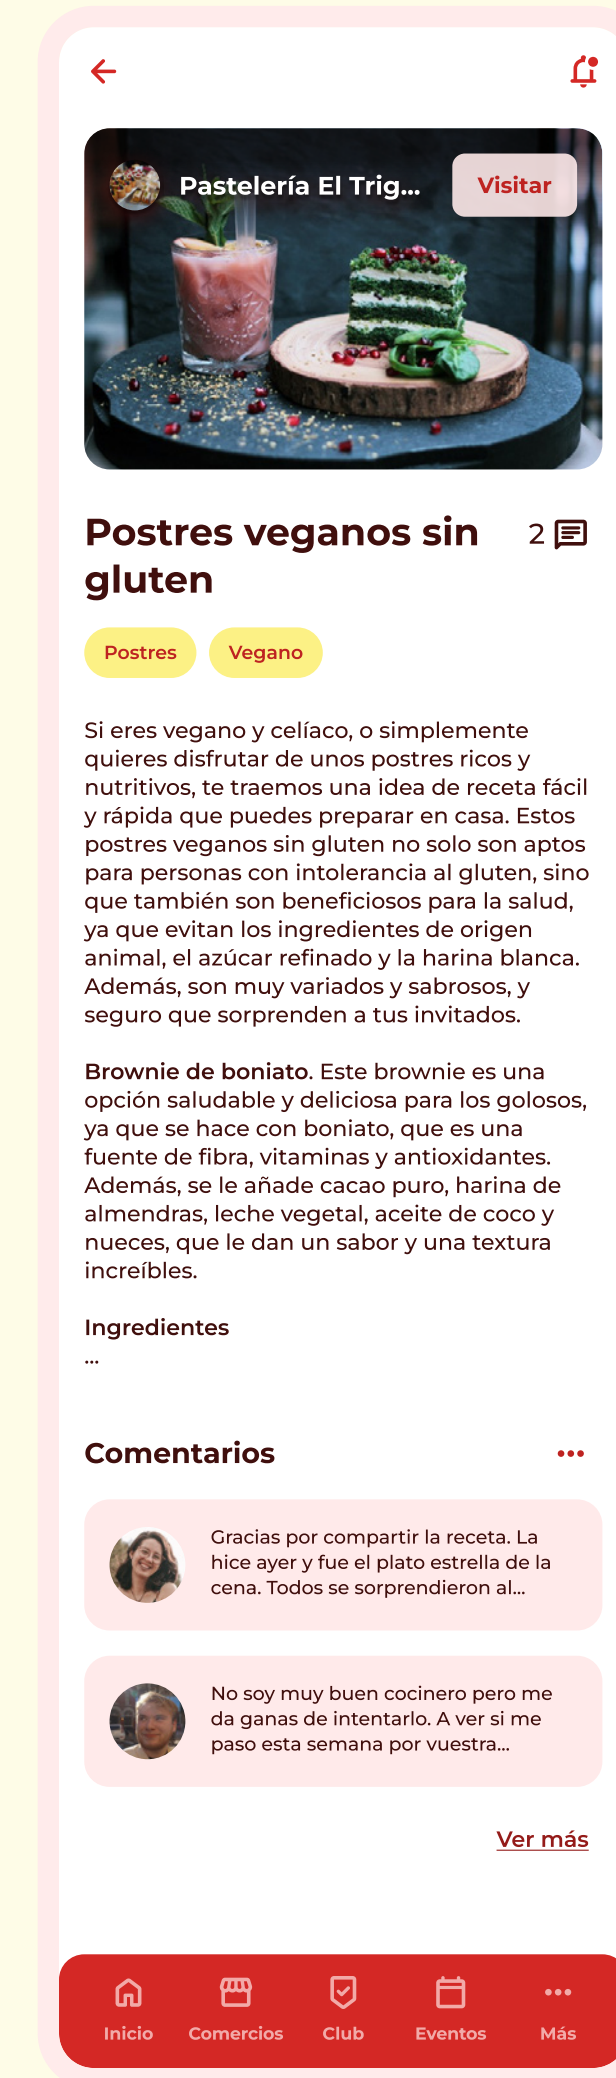 Pastelería El Trig...
Visitar
Postres veganos sin
gluten
2
Postres
Vegano
Si eres vegano y celíaco, o simplemente
quieres disfrutar de unos postres ricos y
nutritivos, te traemos una idea de receta fácil
y rápida que puedes preparar en casa. Estos
postres veganos sin gluten no solo son aptos
para personas con intolerancia al gluten, sino
que también son beneficiosos para la salud,
ya que evitan los ingredientes de origen
animal, el azúcar refinado y la harina blanca.
Además, son muy variados y sabrosos, y
seguro que sorprenden a tus invitados.
Brownie de boniato. Este brownie es una
opción saludable y deliciosa para los golosos,
ya que se hace con boniato, que es una
fuente de fibra, vitaminas y antioxidantes.
Además, se le añade cacao puro, harina de
almendras, leche vegetal, aceite de coco y
nueces, que le dan un sabor y una textura
increíbles.
Ingredientes
...
Comentarios
Gracias por compartir la receta. La
hice ayer y fue el plato estrella de la
cena. Todos se sorprendieron al...
No soy muy buen cocinero pero me
da ganas de intentarlo. A ver si me
paso esta semana por vuestra...
Ver más
Inicio
Comercios
Club
Eventos
Más